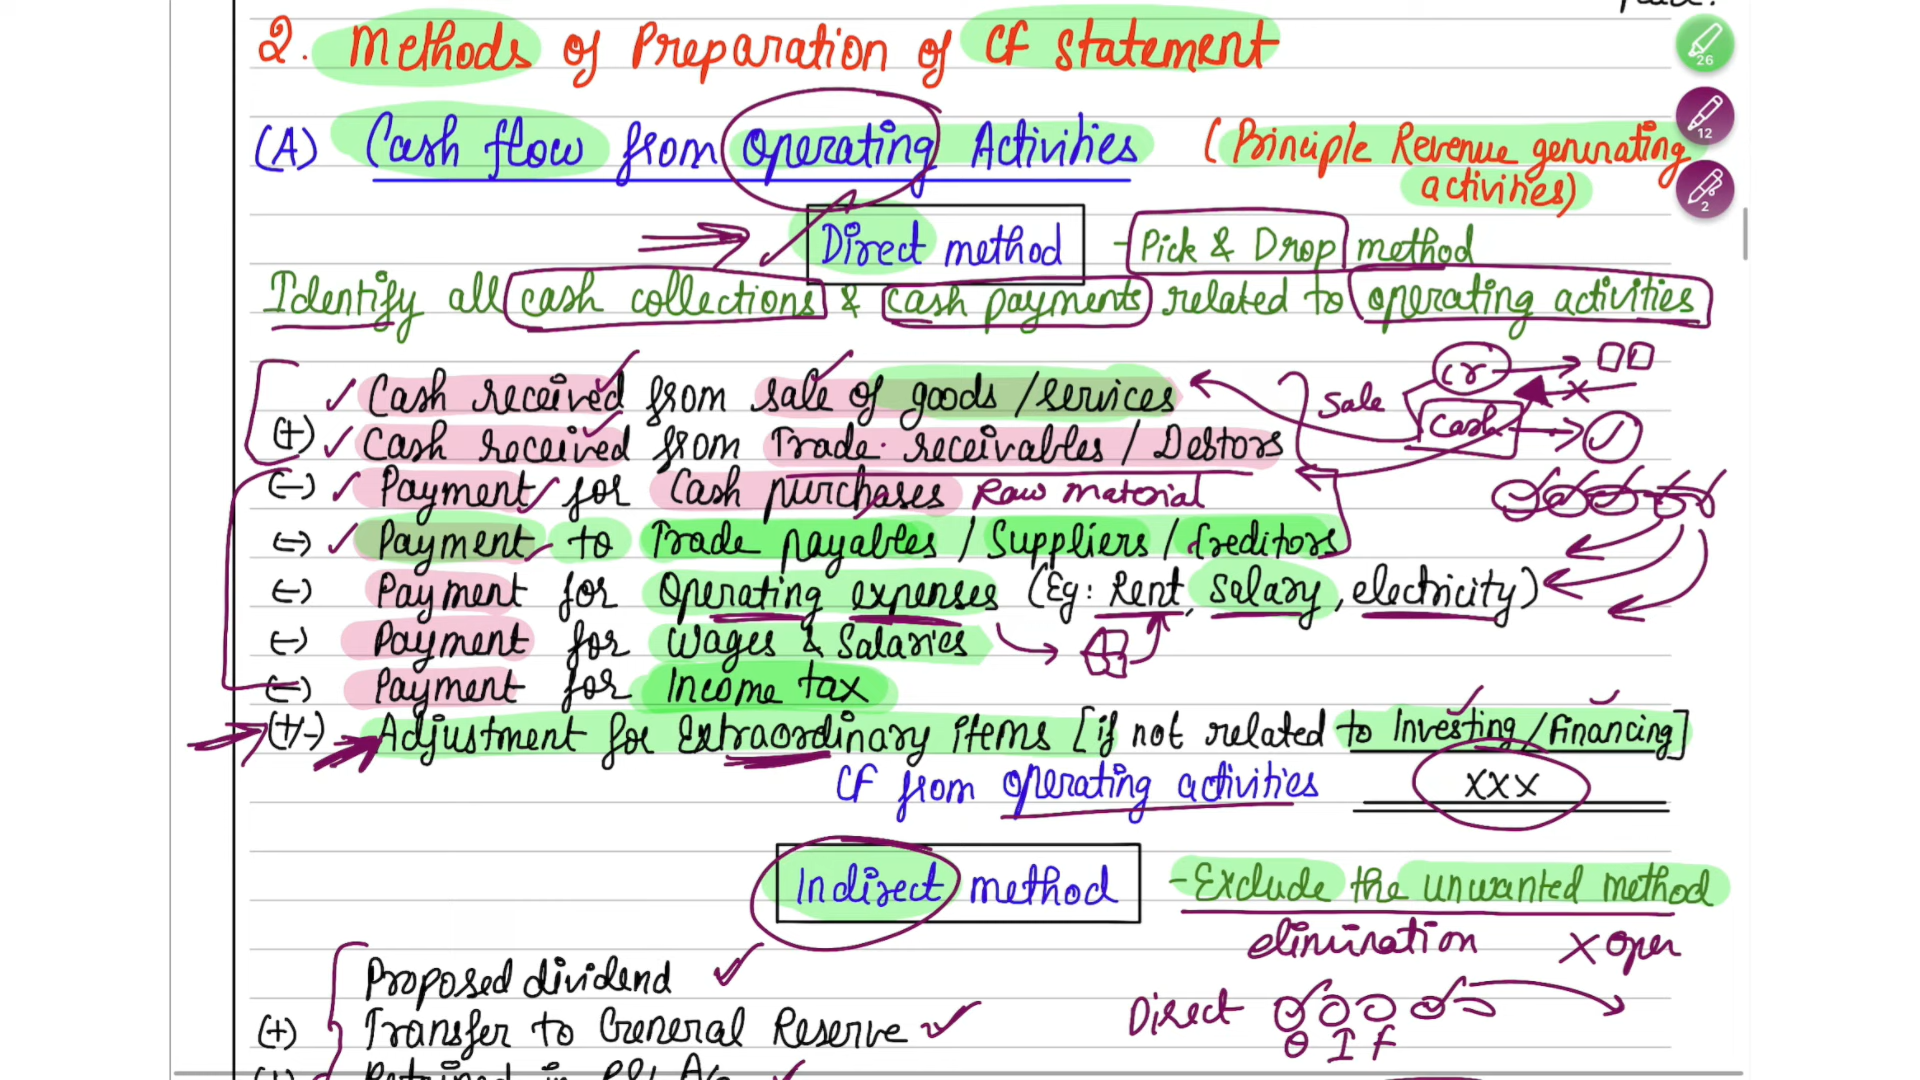 2. Methods of Preparation of CF Statement
(A) Cash flow from Operating Activities (Principle Revenue generating activities)
Direct method - Pick & Drop method
Identify all cash collections & cash payments related to operating activities
Cash received from sale of goods /services
(+) Cash received from Trade receivables / Debtors
Sale cr
cash
(-) Payment for Cash purchases Raw material
(-) Payment to Trade payables / Suppliers / Creditors
(-) Payment for Operating expenses (Eg: Rent, Salary, electricity)
(-) Payment for Wages & Salaries
(-) Payment for Income tax
(+/-) Adjustment for Extraordinary items [if not related to Investing /financing]
CF from operating activities xxx
Indirect method - Exclude the unwanted method
elimination X oper
Proposed dividend
(+) Transfer to General Reserve
Direct
O I F
26
12
2